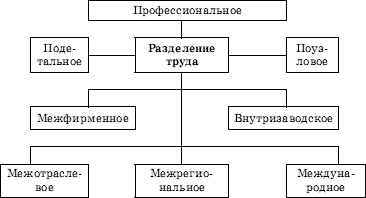 Профессиональное
Поде-
тальное
Разделение
труда
Поуз-
ловое
Межфирменное
Внутризаводское
Межотрасле-
вое
Межрегио-
нальное
Междуна-
родное